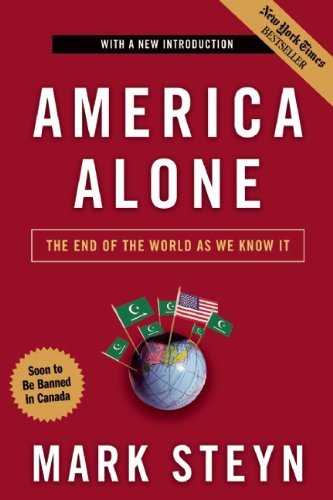 WITH A NEW INTRODUCTION
New York Times
BESTSELLER
AMERICA
ALONE
THE END OF THE WORLD AS WE KNOW IT
Soon to
Be Banned
in Canada
MARK STEYN